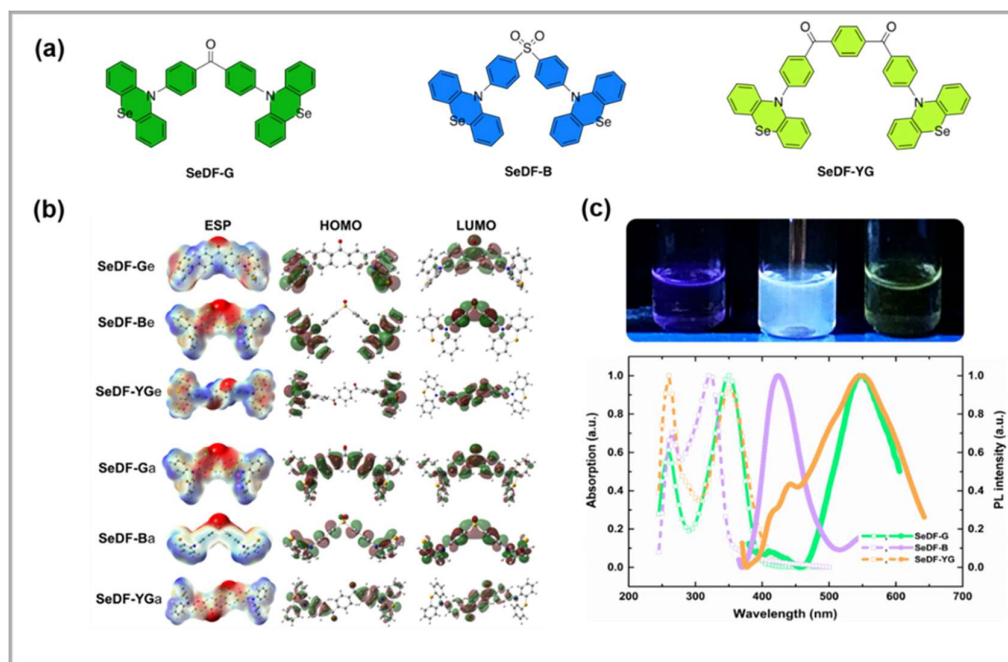 (a)
O
N
N
Se
Se
SeDF-G
O
O
S
N
N
Se
Se
SeDF-B
O
O
N
N
Se
Se
SeDF-YG
(b)
ESP
HOMO
LUMO
SeDF-Ge
SeDF-Be
SeDF-YGe
SeDF-Ga
SeDF-Ba
SeDF-YGa
(c)
Absorption (a.u.)
1.0
0.8
0.6
0.4
0.2
0.0
PL intensity (a.u.)
1.0
0.8
0.6
0.4
0.2
0.0
SeDF-G
SeDF-B
SeDF-YG
200 300 400 500 600 700
Wavelength (nm)